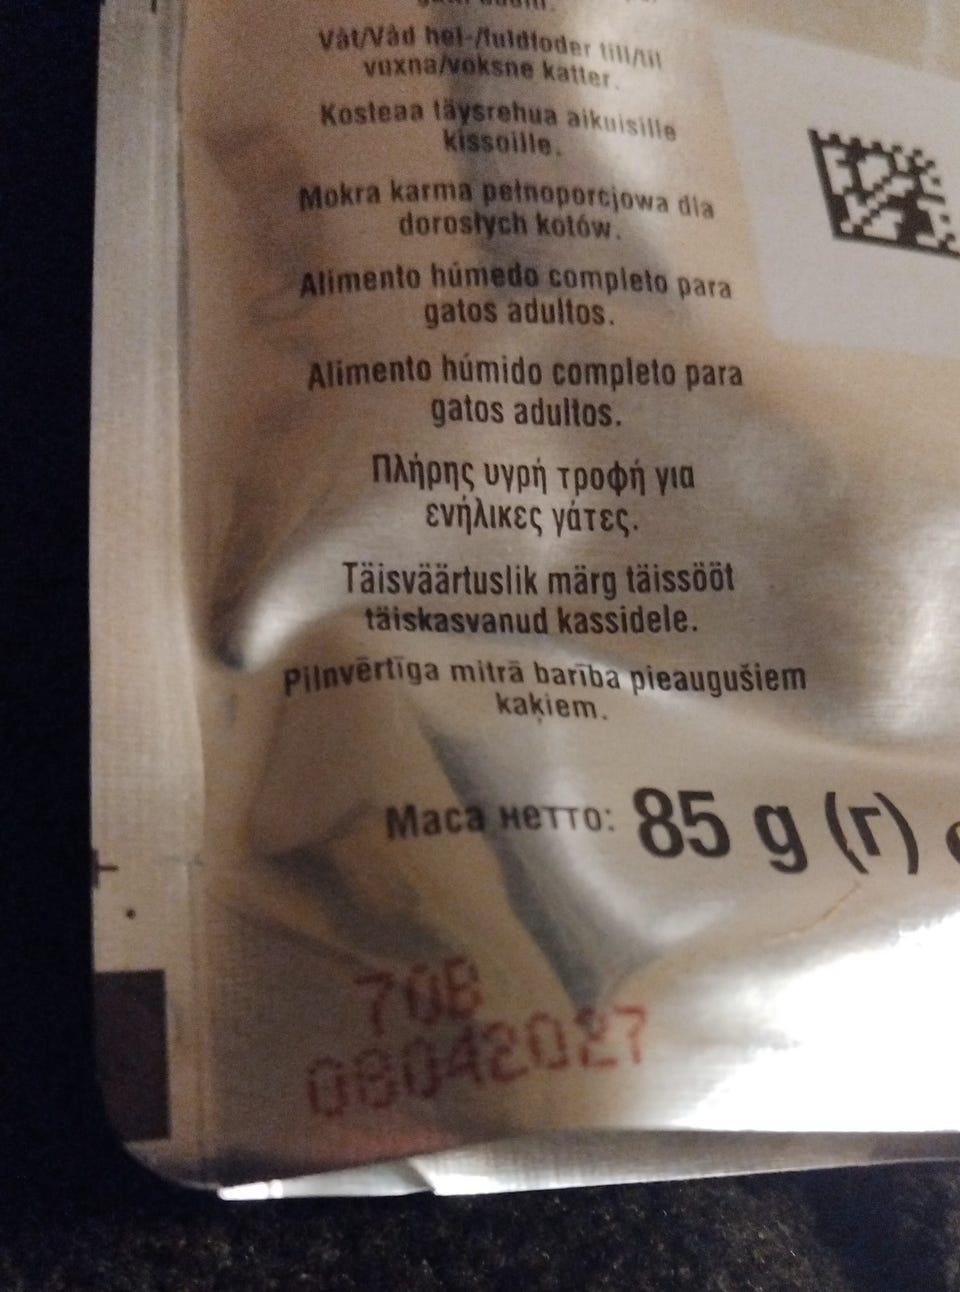 Våt/Våd hel-/fuldfoder till/til
vuxna/voksne katter.
Kosteaa täysrehua aikuisille
kissoille.
Mokra karma pełnoporcjowa dla
dorosłych kotów.
Alimento húmedo completo para
gatos adultos.
Alimento húmido completo para
gatos adultos.
Πλήρης υγρή τροφή για
ενήλικες γάτες.
Täisväärtuslik märg täissööt
täiskasvanud kassidele.
Pilnvērtīga mitrā barība pieaugušiem
kaķiem.
Маса нетто: 85 g (г)
70B
08042027